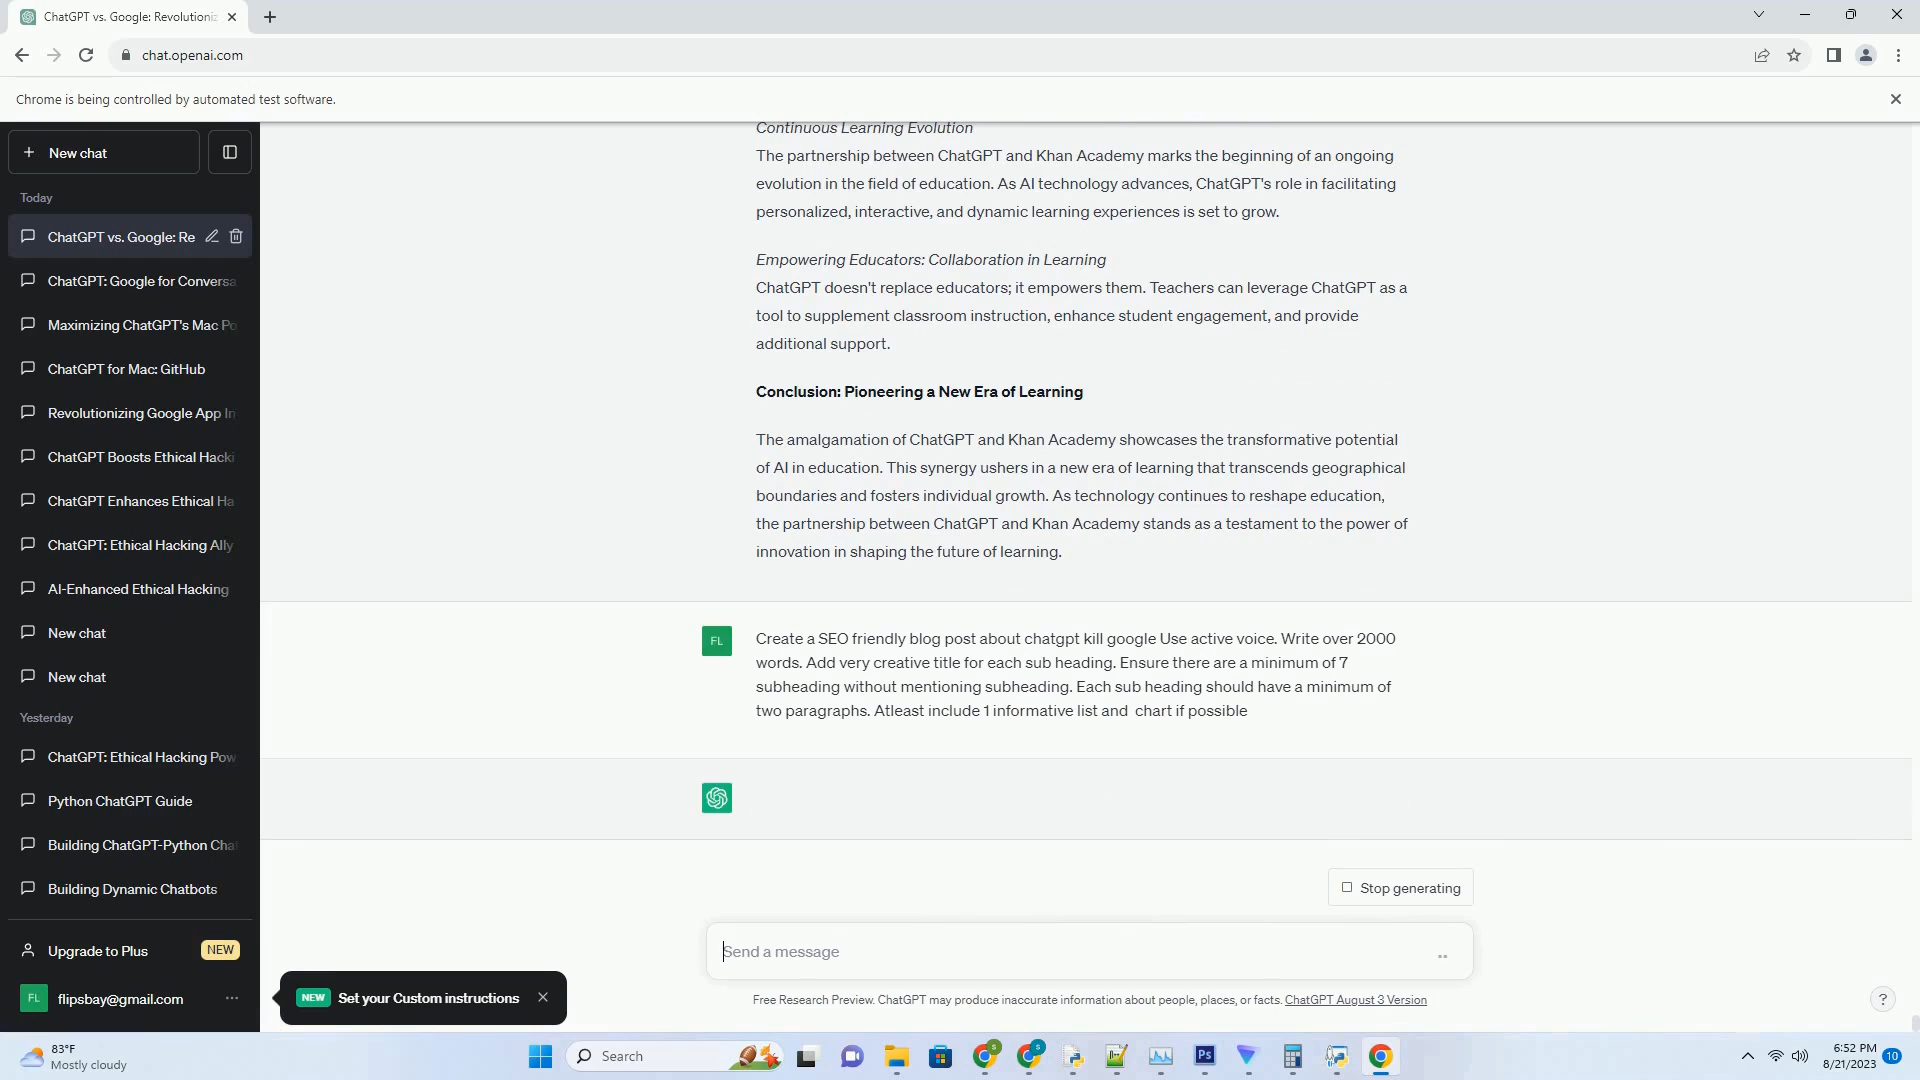 ChatGPT vs. Google: Revolutioniz
chat.openai.com
Chrome is being controlled by automated test software.
New chat
Today
ChatGPT vs. Google: Re
ChatGPT: Google for Conversa
Maximizing ChatGPT's Mac Po
ChatGPT for Mac: GitHub
Revolutionizing Google App In
ChatGPT Boosts Ethical Hacki
ChatGPT Enhances Ethical Ha
ChatGPT: Ethical Hacking Ally
AI-Enhanced Ethical Hacking
New chat
New chat
Yesterday
ChatGPT: Ethical Hacking Pow
Python ChatGPT Guide
Building ChatGPT-Python Cha
Building Dynamic Chatbots
Upgrade to Plus NEW
FL flipsbay@gmail.com
NEW Set your Custom instructions
Continuous Learning Evolution
The partnership between ChatGPT and Khan Academy marks the beginning of an ongoing
evolution in the field of education. As AI technology advances, ChatGPT's role in facilitating
personalized, interactive, and dynamic learning experiences is set to grow.
Empowering Educators: Collaboration in Learning
ChatGPT doesn't replace educators; it empowers them. Teachers can leverage ChatGPT as a
tool to supplement classroom instruction, enhance student engagement, and provide
additional support.
Conclusion: Pioneering a New Era of Learning
The amalgamation of ChatGPT and Khan Academy showcases the transformative potential
of AI in education. This synergy ushers in a new era of learning that transcends geographical
boundaries and fosters individual growth. As technology continues to reshape education,
the partnership between ChatGPT and Khan Academy stands as a testament to the power of
innovation in shaping the future of learning.
FL
Create a SEO friendly blog post about chatgpt kill google Use active voice. Write over 2000
words. Add very creative title for each sub heading. Ensure there are a minimum of 7
subheading without mentioning subheading. Each sub heading should have a minimum of
two paragraphs. Atleast include 1 informative list and chart if possible
Stop generating
Send a message
Free Research Preview. ChatGPT may produce inaccurate information about people, places, or facts. ChatGPT August 3 Version
?
83°F
Mostly cloudy
Search
S
S
Ps
6:52 PM
8/21/2023
10